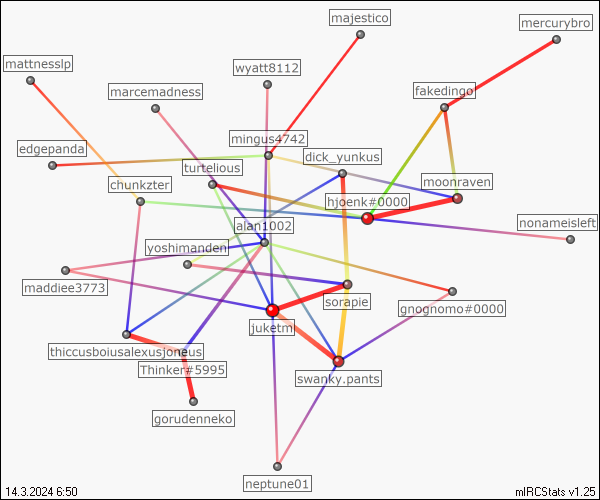 majestico
mercurybro
mattnesslp
wyatt8112
marcemadness
fakedingo
mingus4742
edgepanda
dick_yunkus
turtelious
moonraven
chunkzter
hjoenk#0000
nonameisleft
alan1002
yoshimanden
maddiee3773
sorapie
gnognomo#0000
juketm
thiccusboiusalexusjoneus
Thinker#5995
swanky.pants
gorudenneko
neptune01
14.3.2024 6:50
mIRCStats v1.25